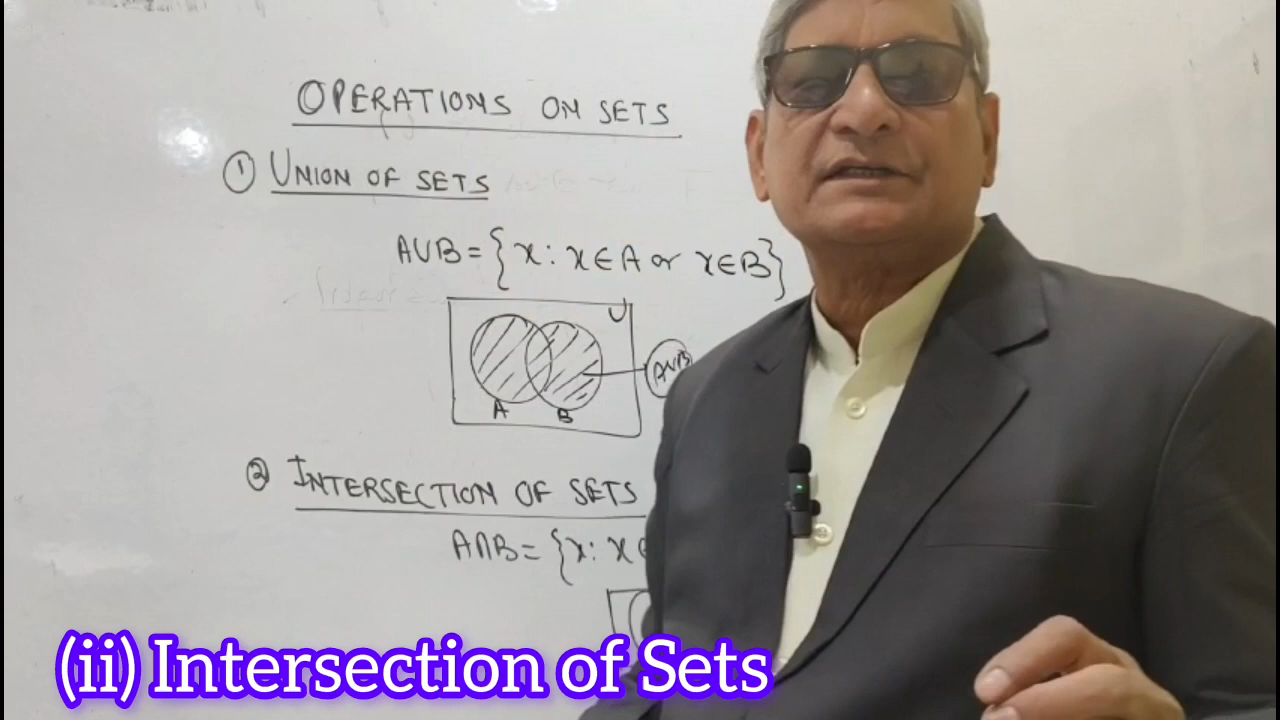 OPERATIONS ON SETS
① UNION OF SETS
A∪B = { x : x∈A or x∈B }
U
A∪B
A B
② INTERSECTION OF SETS
A∩B = { x : x ∈
(ii) Intersection of Sets